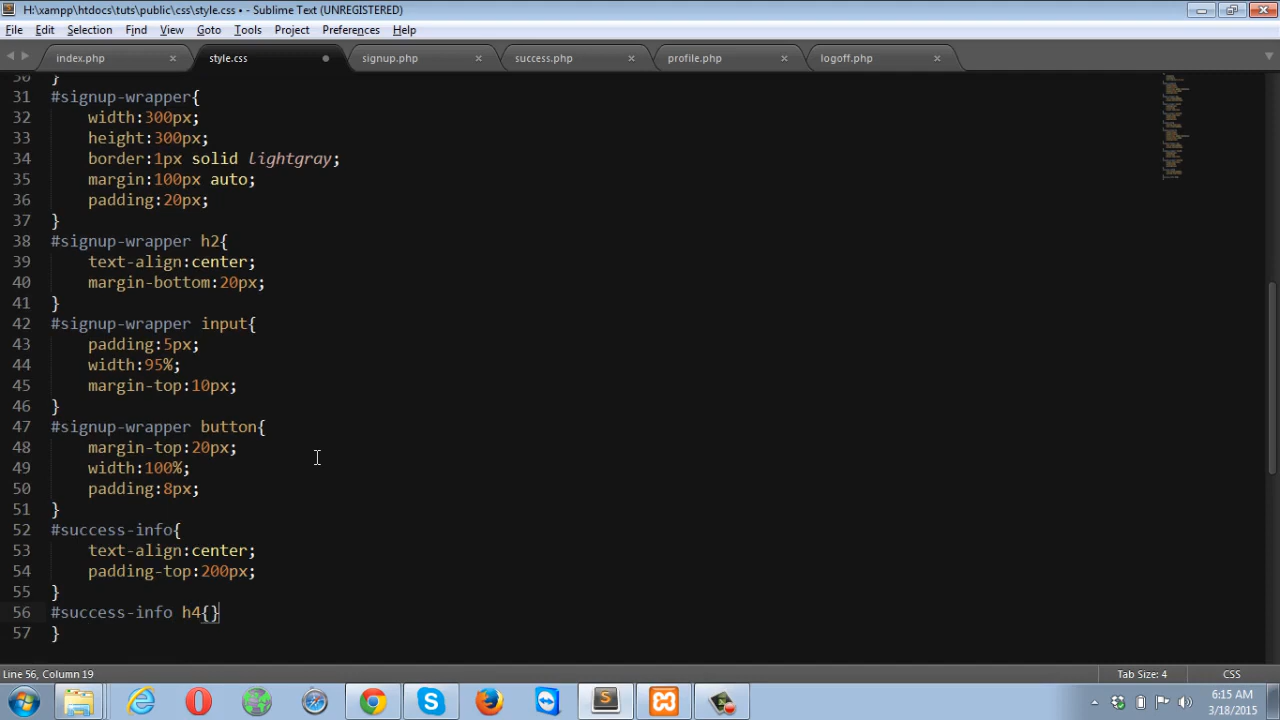 H:\xampp\htdocs\tuts\public\css\style.css • - Sublime Text (UNREGISTERED)
File Edit Selection Find View Goto Tools Project Preferences Help
index.php style.css signup.php success.php profile.php logoff.php
30 }
31 #signup-wrapper{
32 width:300px;
33 height:300px;
34 border:1px solid lightgray;
35 margin:100px auto;
36 padding:20px;
37 }
38 #signup-wrapper h2{
39 text-align:center;
40 margin-bottom:20px;
41 }
42 #signup-wrapper input{
43 padding:5px;
44 width:95%;
45 margin-top:10px;
46 }
47 #signup-wrapper button{
48 margin-top:20px;
49 width:100%;
50 padding:8px;
51 }
52 #success-info{
53 text-align:center;
54 padding-top:200px;
55 }
56 #success-info h4{}
57 }
Line 56, Column 19 Tab Size: 4 CSS
6:15 AM
3/18/2015